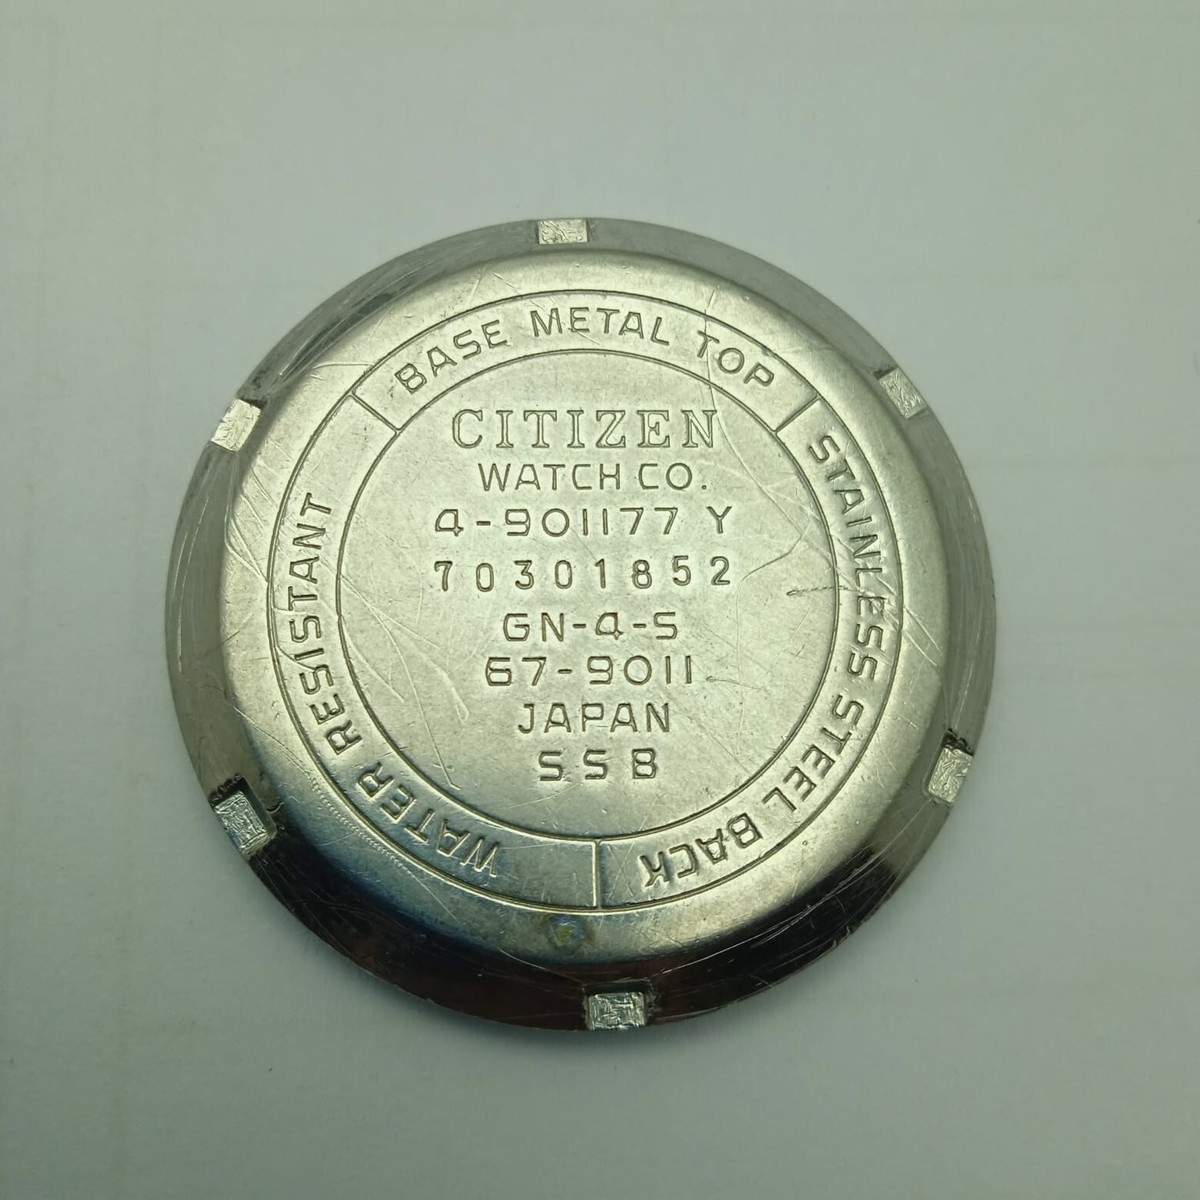 BASE METAL TOP
STAINLESS STEEL BACK
WATER RESISTANT
CITIZEN
WATCH CO.
4-901177 Y
70301852
GN-4-S
67-9011
JAPAN
SSB